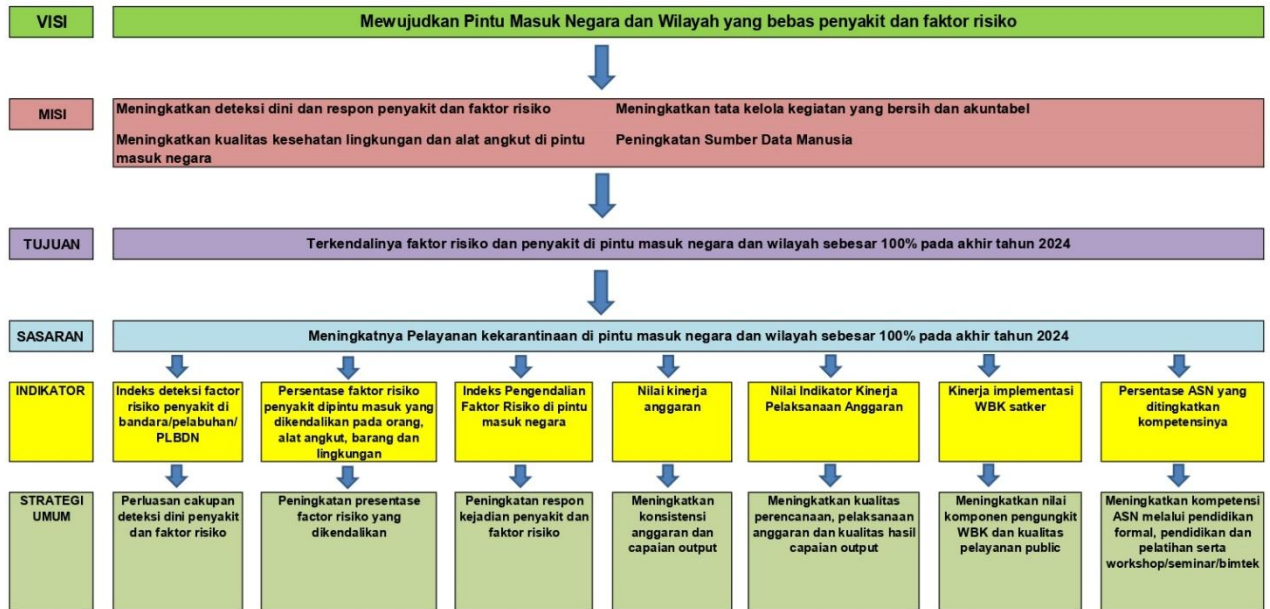 VISI
Mewujudkan Pintu Masuk Negara dan Wilayah yang bebas penyakit dan faktor risiko
MISI
Meningkatkan deteksi dini dan respon penyakit dan faktor risiko
Meningkatkan kualitas kesehatan lingkungan dan alat angkut di pintu
masuk negara
Meningkatkan tata kelola kegiatan yang bersih dan akuntabel
Peningkatan Sumber Data Manusia
TUJUAN
Terkendalinya faktor risiko dan penyakit di pintu masuk negara dan wilayah sebesar 100% pada akhir tahun 2024
SASARAN
Meningkatnya Pelayanan kekarantinaan di pintu masuk negara dan wilayah sebesar 100% pada akhir tahun 2024
INDIKATOR
Indeks deteksi factor
risiko penyakit di
bandara/pelabuhan/
PLBDN
Persentase faktor risiko
penyakit dipintu masuk yang
dikendalikan pada orang,
alat angkut, barang dan
lingkungan
Indeks Pengendalian
Faktor Risiko di pintu
masuk negara
Nilai kinerja
anggaran
Nilai Indikator Kinerja
Pelaksanaan Anggaran
Kinerja implementasi
WBK satker
Persentase ASN yang
ditingkatkan
kompetensinya
STRATEGI
UMUM
Perluasan cakupan
deteksi dini penyakit
dan faktor risiko
Peningkatan presentase
factor risiko yang
dikendalikan
Peningkatan respon
kejadian penyakit dan
faktor risiko
Meningkatkan
konsistensi
anggaran dan
capaian output
Meningkatkan kualitas
perencanaan, pelaksanaan
anggaran dan kualitas hasil
capaian output
Meningkatkan nilai
komponen pengungkit
WBK dan kualitas
pelayanan public
Meningkatkan kompetensi
ASN melalui pendidikan
formal, pendidikan dan
pelatihan serta
workshop/seminar/bimtek